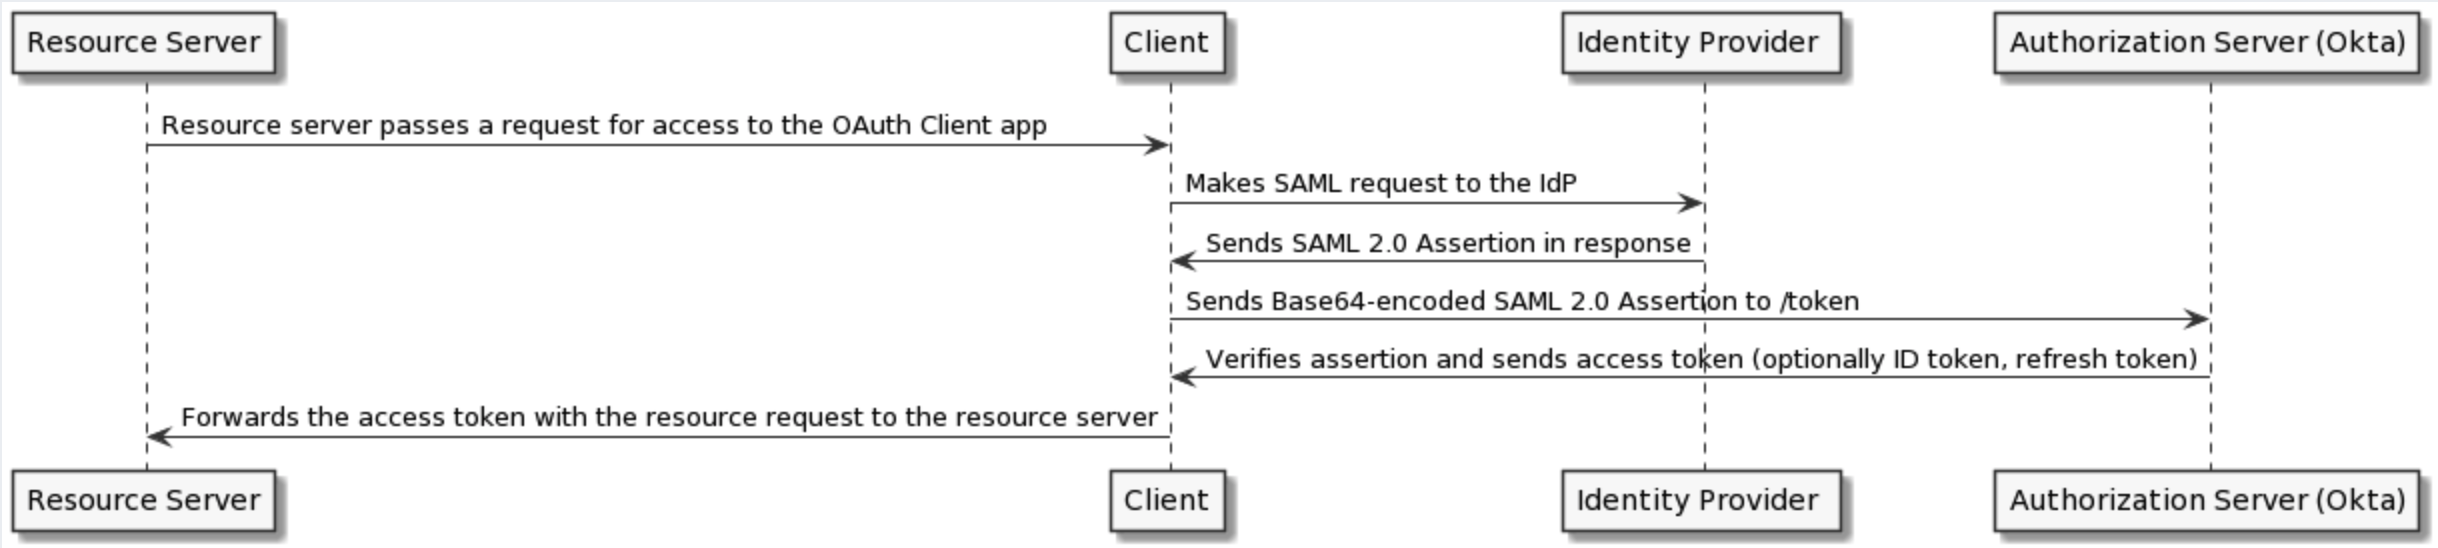 Resource Server
Client
Identity Provider
Authorization Server (Okta)
Resource server passes a request for access to the OAuth Client app
Makes SAML request to the IdP
Sends SAML 2.0 Assertion in response
Sends Base64-encoded SAML 2.0 Assertion to /token
Verifies assertion and sends access token (optionally ID token, refresh token)
Forwards the access token with the resource request to the resource server
Resource Server
Client
Identity Provider
Authorization Server (Okta)